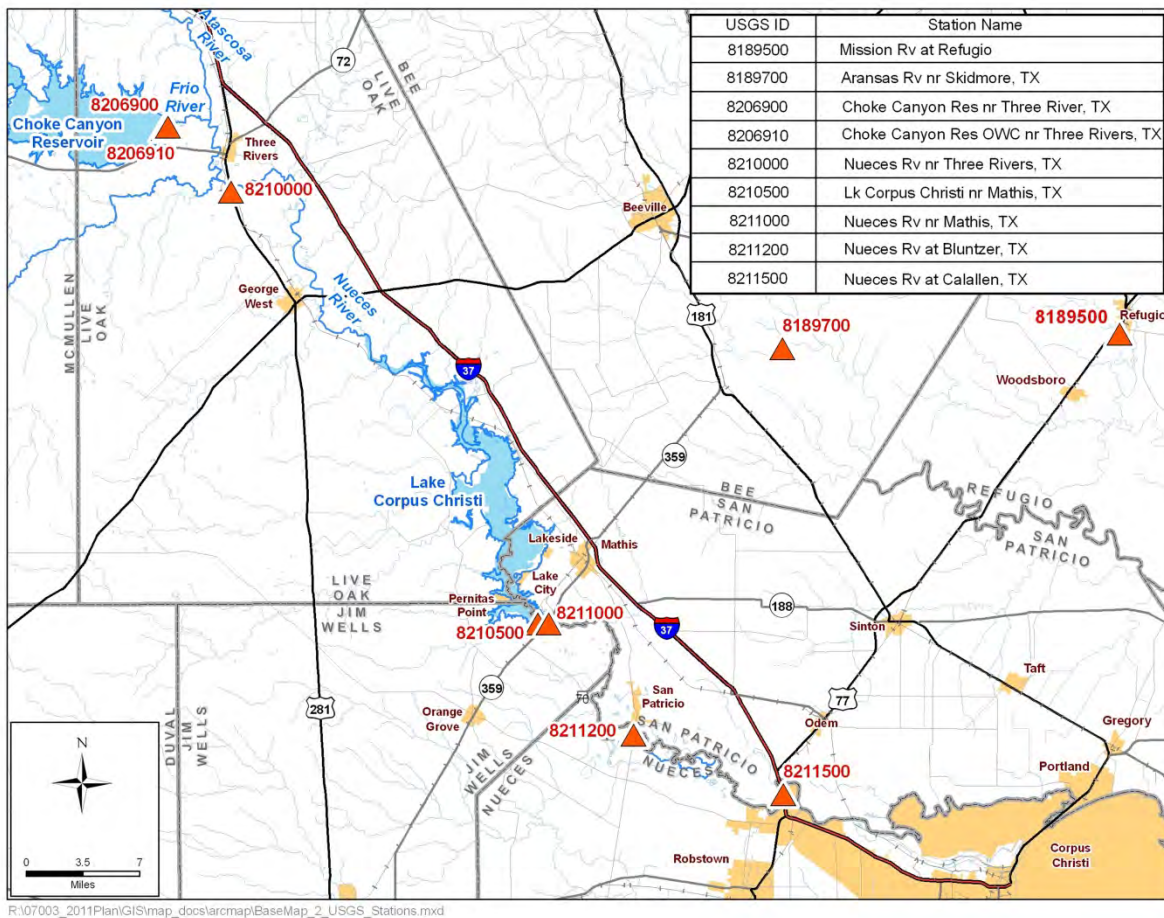 USGS ID Station Name
8189500 Mission Rv at Refugio
8189700 Aransas Rv nr Skidmore, TX
8206900 Choke Canyon Res nr Three River, TX
8206910 Choke Canyon Res OWC nr Three Rivers, TX
8210000 Nueces Rv nr Three Rivers, TX
8210500 Lk Corpus Christi nr Mathis, TX
8211000 Nueces Rv nr Mathis, TX
8211200 Nueces Rv at Bluntzer, TX
8211500 Nueces Rv at Calallen, TX
Atascosa
River
72
BEE
LIVE
OAK
Frio
River
8206900
Choke Canyon
Reservoir
8206910
Three
Rivers
8210000
Beeville
George
West
Nueces
River
MCMULLEN
LIVE
OAK
181
8189700
8189500
Refugio
Woodsboro
37
359
Lake
Corpus Christi
BEE
SAN
PATRICIO
REFUGIO
SAN
PATRICIO
Lakeside
Mathis
Lake
City
LIVE
OAK
JIM
WELLS
Pernitas
Point
8211000
8210500
188
37
Sinton
Taft
359
281
Orange
Grove
San
Patricio
70
77
Odem
Gregory
DUVAL
JIM
WELLS
JIM
WELLS
NUECES
8211200
SAN PATRICIO
NUECES
8211500
Portland
Robstown
Corpus
Christi
N
0 3.5 7
Miles
R:\07003_2011Plan\GIS\map_docs\arcmap\BaseMap_2_USGS_Stations.mxd